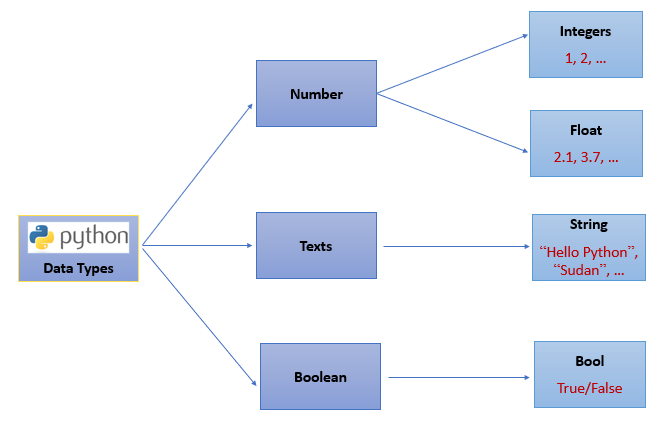 python
Data Types
Number
Integers
1, 2, ...
Float
2.1, 3.7, ...
Texts
String
“Hello Python”,
“Sudan”, ...
Boolean
Bool
True/False